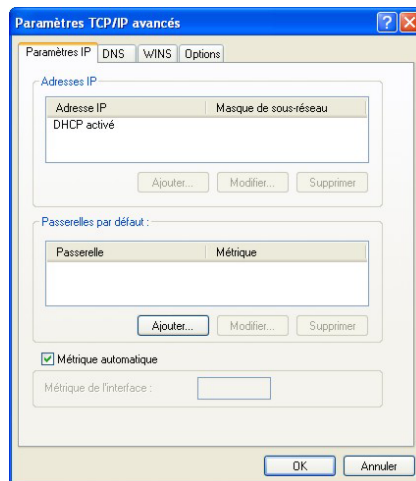 Paramètres TCP/IP avancés
Paramètres IP DNS WINS Options
Adresses IP
Adresse IP Masque de sous-réseau
DHCP activé
Ajouter... Modifier... Supprimer
Passerelles par défaut :
Passerelle Métrique
Ajouter... Modifier... Supprimer
Métrique automatique
Métrique de l'interface :
OK Annuler